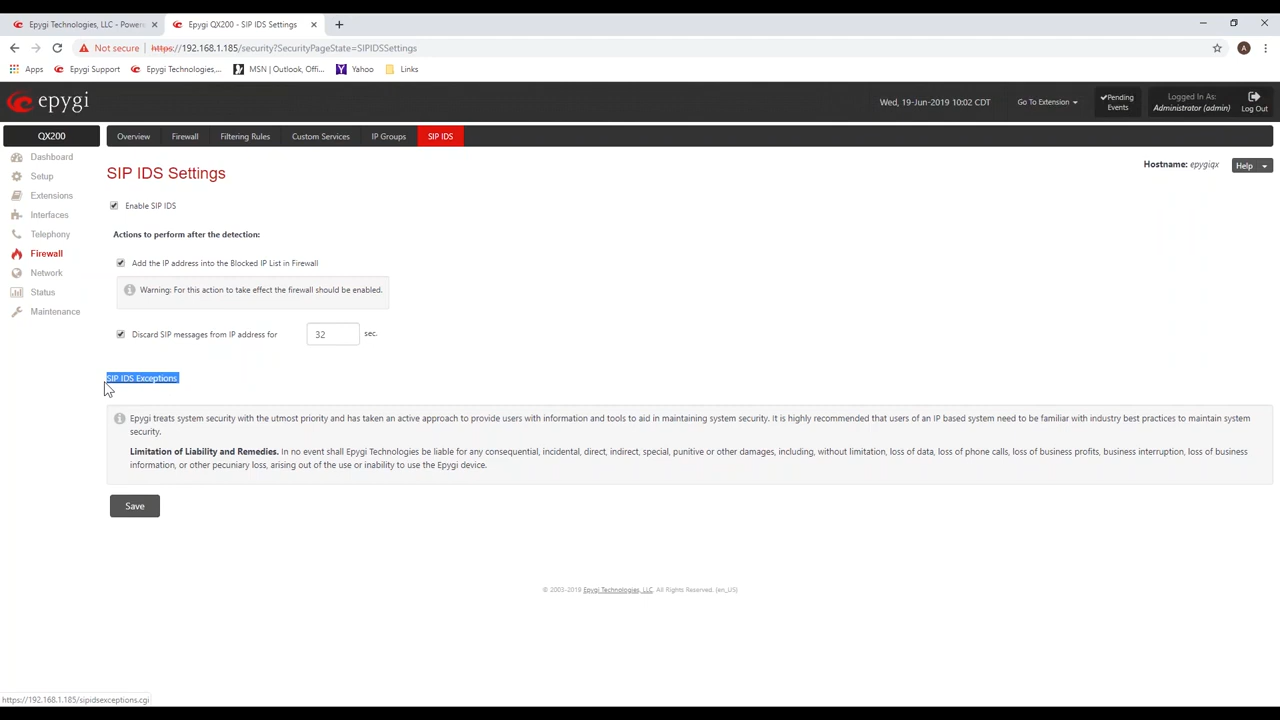 Epygi Technologies, LLC - Power
Epygi QX200 - SIP IDS Settings
Not secure
https://192.168.1.185/security?SecurityPageState=SIPIDSSettings
A
Apps
Epygi Support
Epygi Technologies,...
MSN | Outlook, Offi...
Yahoo
Links
epygi
Wed, 19-Jun-2019 10:02 CDT
Go To Extension
Pending
Events
Logged In As:
Administrator (admin)
Log Out
QX200
Overview
Firewall
Filtering Rules
Custom Services
IP Groups
SIP IDS
Dashboard
Setup
Extensions
Interfaces
Telephony
Firewall
Network
Status
Maintenance
SIP IDS Settings
Hostname: epygiqx
Help
Enable SIP IDS
Actions to perform after the detection:
Add the IP address into the Blocked IP List in Firewall
Warning: For this action to take effect the firewall should be enabled.
Discard SIP messages from IP address for 32 sec.
SIP IDS Exceptions
Epygi treats system security with the utmost priority and has taken an active approach to provide users with information and tools to aid in maintaining system security. It is highly recommended that users of an IP based system need to be familiar with industry best practices to maintain system
security.
Limitation of Liability and Remedies. In no event shall Epygi Technologies be liable for any consequential, incidental, direct, indirect, special, punitive or other damages, including, without limitation, loss of data, loss of phone calls, loss of business profits, business interruption, loss of business
information, or other pecuniary loss, arising out of the use or inability to use the Epygi device.
Save
© 2003-2018 Epygi Technologies, LLC. All Rights Reserved. (en_US)
https://192.168.1.185/sipidsexceptions.cgi